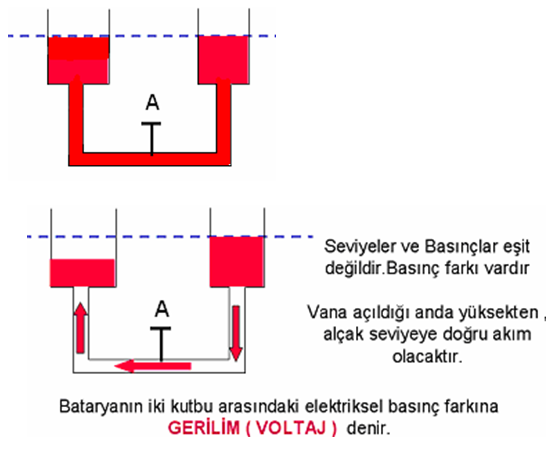 A
Seviyeler ve Basınçlar eşit
değildir.Basınç farkı vardır
Vana açıldığı anda yüksekten ,
alçak seviyeye doğru akım
olacaktır.
A
Bataryanın iki kutbu arasındaki elektriksel basınç farkına
GERİLİM ( VOLTAJ ) denir.